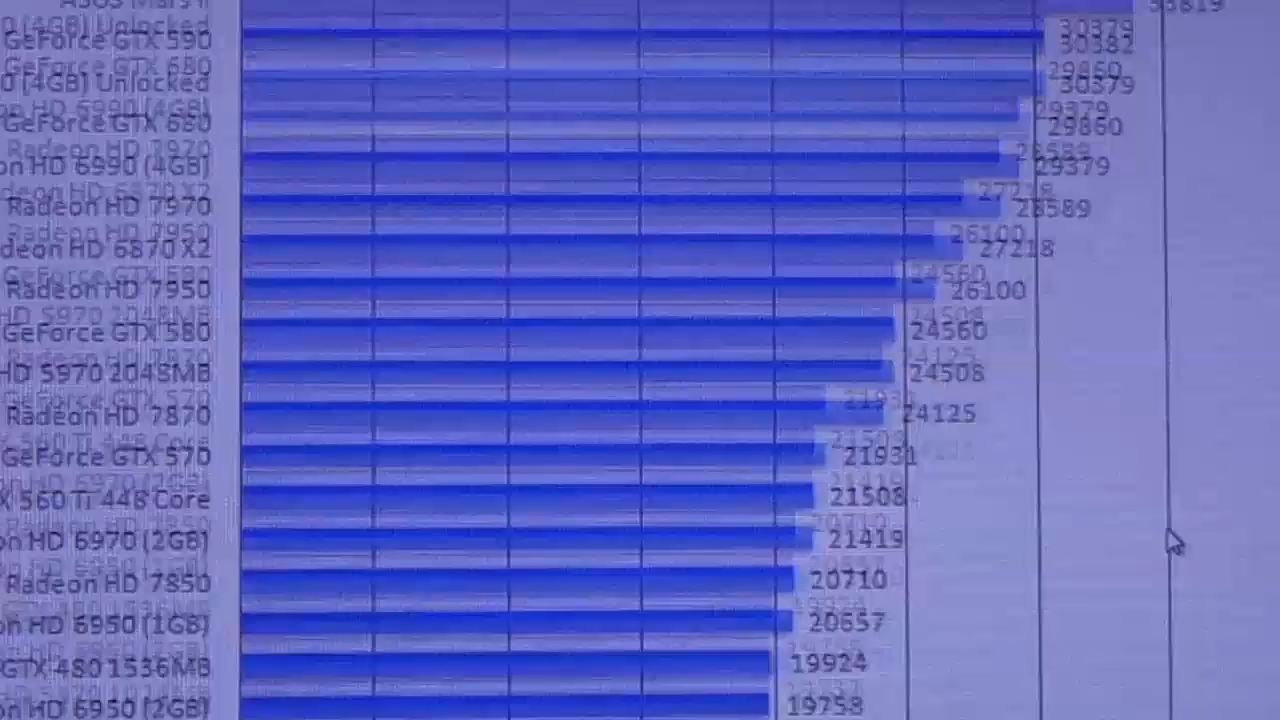 GeForce GTX 590 30382
0 (4GB) Unlocked 30379
GeForce GTX 680 29860
on HD 6990 (4GB) 29379
Radeon HD 7970 28589
deon HD 6870 X2 27218
Radeon HD 7950 26100
GeForce GTX 580 24560
HD 5970 2048MB 24508
Radeon HD 7870 24125
GeForce GTX 570 21931
X 560 Ti 448 Core 21508
on HD 6970 (2GB) 21419
Radeon HD 7850 20710
on HD 6950 (1GB) 20657
GTX 480 1536MB 19924
on HD 6950 (2GB) 19758